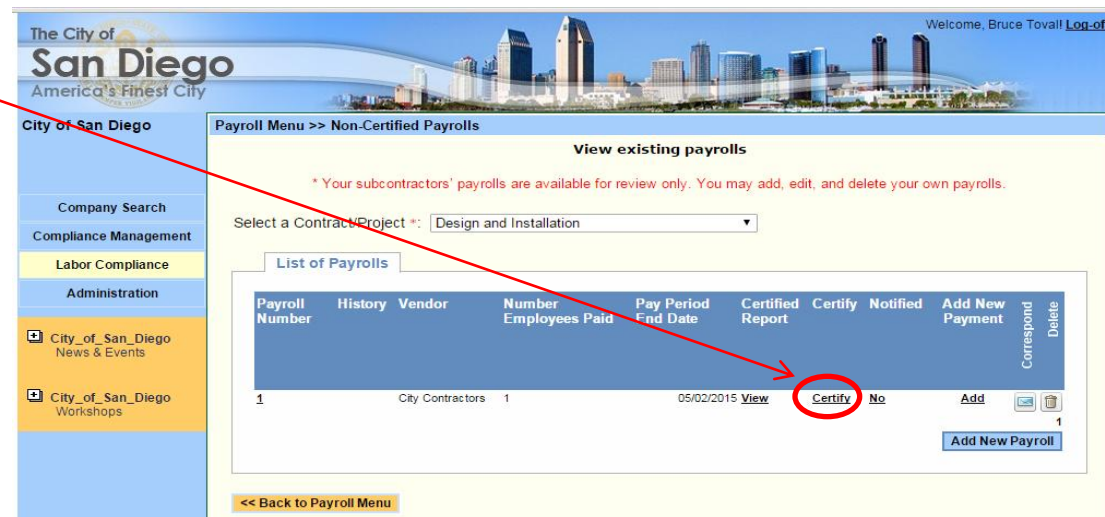 The City of
San Diego
America's Finest City
Welcome, Bruce Toval! Log-of
City of San Diego
Payroll Menu >> Non-Certified Payrolls
View existing payrolls
* Your subcontractors' payrolls are available for review only. You may add, edit, and delete your own payrolls.
Company Search
Compliance Management
Labor Compliance
Administration
City_of_San_Diego
News & Events
City_of_San_Diego
Workshops
Select a Contract/Project *: Design and Installation
List of Payrolls
Payroll Number History Vendor Number Employees Paid Pay Period End Date Certified Report Certify Notified Add New Payment Correspond Delete
1 City Contractors 1 05/02/2015 View Certify No Add
1
Add New Payroll
<< Back to Payroll Menu